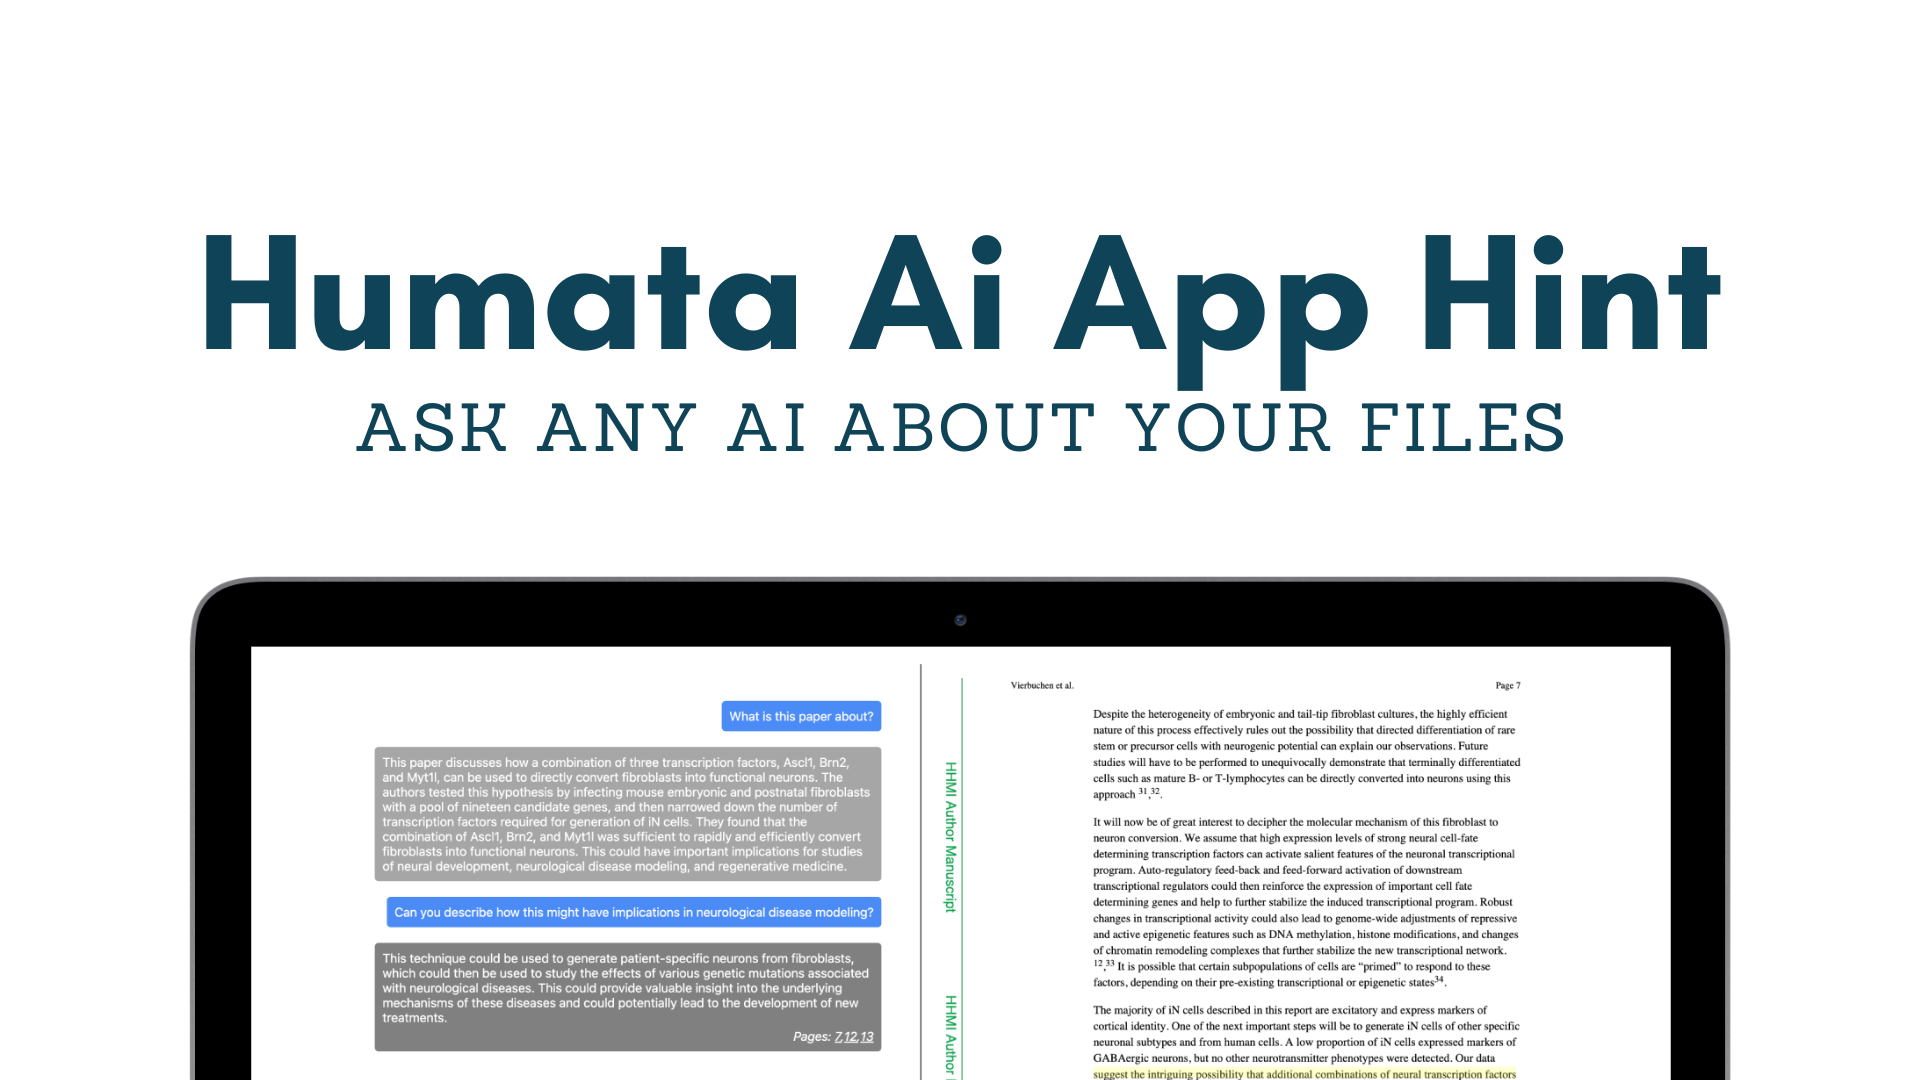 Humata Ai App Hint
ASK ANY AI ABOUT YOUR FILES
What is this paper about?
This paper discusses how a combination of three transcription factors, Ascl1, Brn2,
and Myt1l, can be used to directly convert fibroblasts into functional neurons. The
authors tested this hypothesis by infecting mouse embryonic and postnatal fibroblasts
with a pool of nineteen candidate genes, and then narrowed down the number of
transcription factors required for generation of iN cells. They found that the
combination of Ascl1, Brn2, and Myt1l was sufficient to rapidly and efficiently convert
fibroblasts into functional neurons. This could have important implications for studies
of neural development, neurological disease modeling, and regenerative medicine.
Can you describe how this might have implications in neurological disease modeling?
This technique could be used to generate patient-specific neurons from fibroblasts,
which could then be used to study the effects of various genetic mutations associated
with neurological diseases. This could provide valuable insight into the underlying
mechanisms of these diseases and could potentially lead to the development of new
treatments.
Pages: 7,12,13
HHMI Author Manuscript
HHMI Author
Vierbuchen et al.
Page 7
Despite the heterogeneity of embryonic and tail-tip fibroblast cultures, the highly efficient
nature of this process effectively rules out the possibility that directed differentiation of rare
stem or precursor cells with neurogenic potential can explain our observations. Future
studies will have to be performed to unequivocally demonstrate that terminally differentiated
cells such as mature B- or T-lymphocytes can be directly converted into neurons using this
approach 31,32.
It will now be of great interest to decipher the molecular mechanism of this fibroblast to
neuron conversion. We assume that high expression levels of strong neural cell-fate
determining transcription factors can activate salient features of the neuronal transcriptional
program. Auto-regulatory feed-back and feed-forward activation of downstream
transcriptional regulators could then reinforce the expression of important cell fate
determining genes and help to further stabilize the induced transcriptional program. Robust
changes in transcriptional activity could also lead to genome-wide adjustments of repressive
and active epigenetic features such as DNA methylation, histone modifications, and changes
of chromatin remodeling complexes that further stabilize the new transcriptional network.
12,33 It is possible that certain subpopulations of cells are “primed” to respond to these
factors, depending on their pre-existing transcriptional or epigenetic states34.
The majority of iN cells described in this report are excitatory and express markers of
cortical identity. One of the next important steps will be to generate iN cells of other specific
neuronal subtypes and from human cells. A low proportion of iN cells expressed markers of
GABAergic neurons, but no other neurotransmitter phenotypes were detected. Our data
suggest the intriguing possibility that additional combinations of neural transcription factors